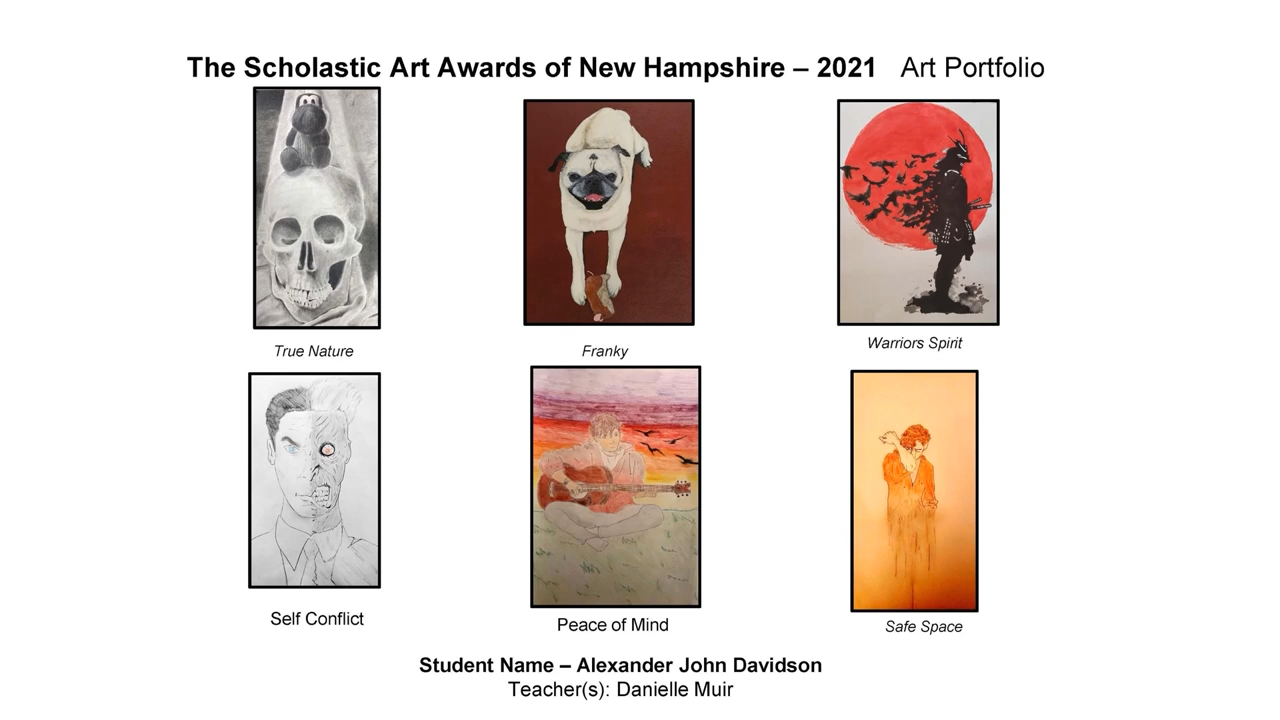 The Scholastic Art Awards of New Hampshire – 2021 Art Portfolio
True Nature
Franky
Warriors Spirit
Self Conflict
Peace of Mind
Safe Space
Student Name – Alexander John Davidson
Teacher(s): Danielle Muir